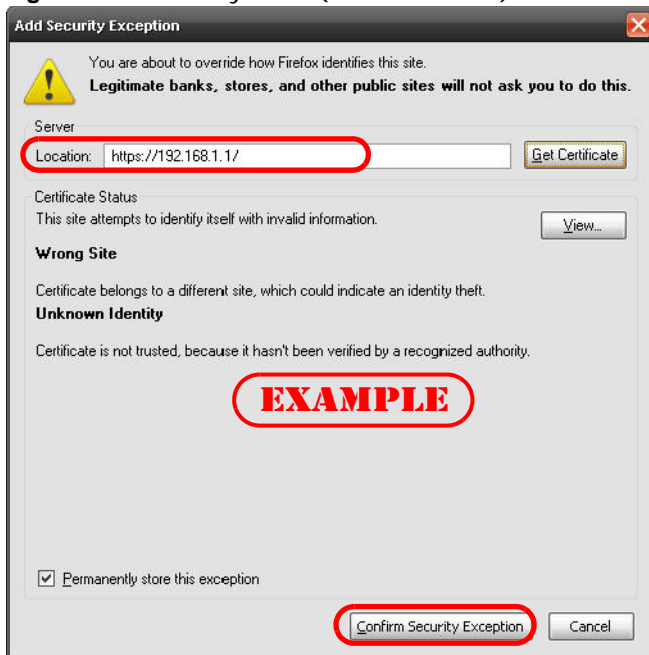 Add Security Exception
You are about to override how Firefox identifies this site.
Legitimate banks, stores, and other public sites will not ask you to do this.
Server
Location: https://192.168.1.1/ Get Certificate
Certificate Status
This site attempts to identify itself with invalid information.
View...
Wrong Site
Certificate belongs to a different site, which could indicate an identity theft.
Unknown Identity
Certificate is not trusted, because it hasn't been verified by a recognized authority.
EXAMPLE
Permanently store this exception
Confirm Security Exception Cancel